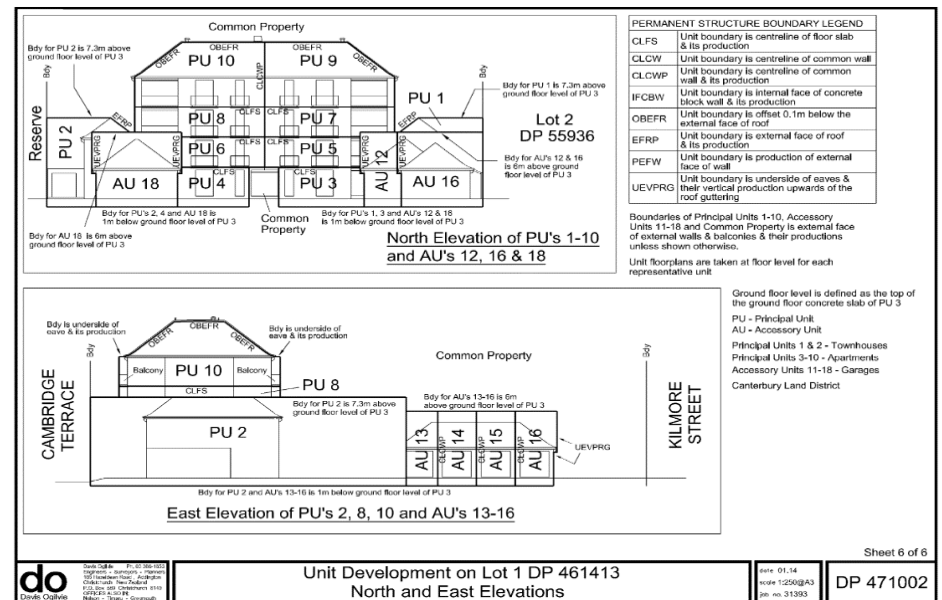 Common Property
Bdy for PU 2 is 7.3m above
ground floor level of PU 3
Bdy
Reserve
PU 2
OBEFR
OBEFR
OBEFR
OBEFR
PU 10
PU 9
CLCWP
Bdy
PU 1
Bdy for PU 1 is 7.3m above
ground floor level of PU 3
Lot 2
DP 55936
EFRP
EFRP
PU 8
CLFS
CLFS
PU 7
UEVPRG
UEVPRG
PU 6
CLFS
CLFS
PU 5
Bdy for AU's 12 & 16
is 6m above ground
floor level of PU 3
AU 18
CLFS
PU 4
CLFS
PU 3
AU 12
AU 16
Bdy for PU's 2, 4 and AU 18 is
1m below ground floor level of PU 3
Common
Property
Bdy for PU's 1, 3 and AU's 12 & 16
is 1m below ground floor level of PU 3
Bdy for AU 18 is 6m above
ground floor level of PU 3
North Elevation of PU's 1-10
and AU's 12, 16 & 18
PERMANENT STRUCTURE BOUNDARY LEGEND
CLFS Unit boundary is centreline of floor slab
& its production
CLCW Unit boundary is centreline of common wall
CLCWP Unit boundary is centreline of common
wall & its production
IFCBW Unit boundary is internal face of concrete
block wall & its production
OBEFR Unit boundary is offset 0.1m below the
external face of roof
EFRP Unit boundary is external face of roof
& its production
PEFW Unit boundary is production of external
face of wall
UEVPRG Unit boundary is underside of eaves &
their vertical production upwards of the
roof guttering
Boundaries of Principal Units 1-10, Accessory
Units 11-18 and Common Property is external face
of external walls & balconies & their productions
unless shown otherwise.
Unit floorplans are taken at floor level for each
representative unit
Ground floor level is defined as the top of
the ground floor concrete slab of PU 3
PU - Principal Unit
AU - Accessory Unit
Principal Units 1 & 2 - Townhouses
Principal Units 3-10 - Apartments
Accessory Units 11-18 - Garages
Canterbury Land District
Bdy is underside of
eave & its production
OBEFR
OBEFR
OBEFR
Bdy is underside of
eave & its production
Bdy
Balcony
PU 10
Balcony
CLFS
PU 8
Common Property
Bdy
CAMBRIDGE
TERRACE
Bdy for PU 2 is 7.3m above
ground floor level of PU 3
Bdy for AU's 13-16 is 6m
above ground floor level of PU 3
PU 2
AU 13
CLCWP
AU 14
CLCWP
AU 15
CLCWP
AU 16
UEVPRG
KILMORE
STREET
Bdy for PU 2 and AU's 13-16 is 1m below ground floor level of PU 3
East Elevation of PU's 2, 8, 10 and AU's 13-16
Sheet 6 of 6
do
Davis Ogilvie
Davis Ogilvie
Engineers - Surveyors - Planners
Christchurch New Zealand
OFFICES ALSO IN:
Nelson - Timaru - Greymouth
Unit Development on Lot 1 DP 461413
North and East Elevations
date 01.14
scale 1:250@A3
job no. 31393
DP 471002